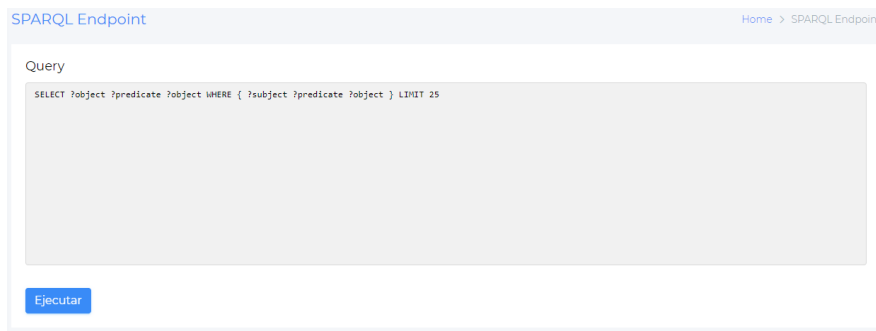 SPARQL Endpoint
Home > SPARQL Endpoin
Query
SELECT ?object ?predicate ?object WHERE { ?subject ?predicate ?object } LIMIT 25
Ejecutar